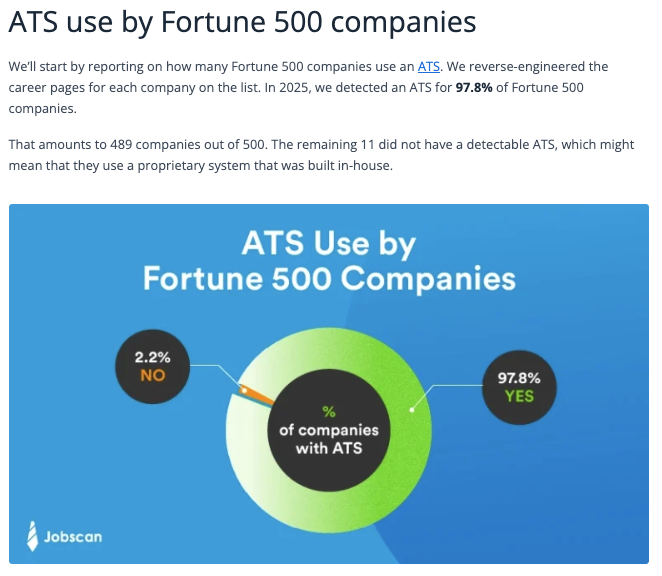 ATS use by Fortune 500 companies
We’ll start by reporting on how many Fortune 500 companies use an ATS. We reverse-engineered the
career pages for each company on the list. In 2025, we detected an ATS for 97.8% of Fortune 500
companies.
That amounts to 489 companies out of 500. The remaining 11 did not have a detectable ATS, which might
mean that they use a proprietary system that was built in-house.
ATS Use by
Fortune 500 Companies
2.2%
NO
97.8%
YES
%
of companies
with ATS
Jobscan